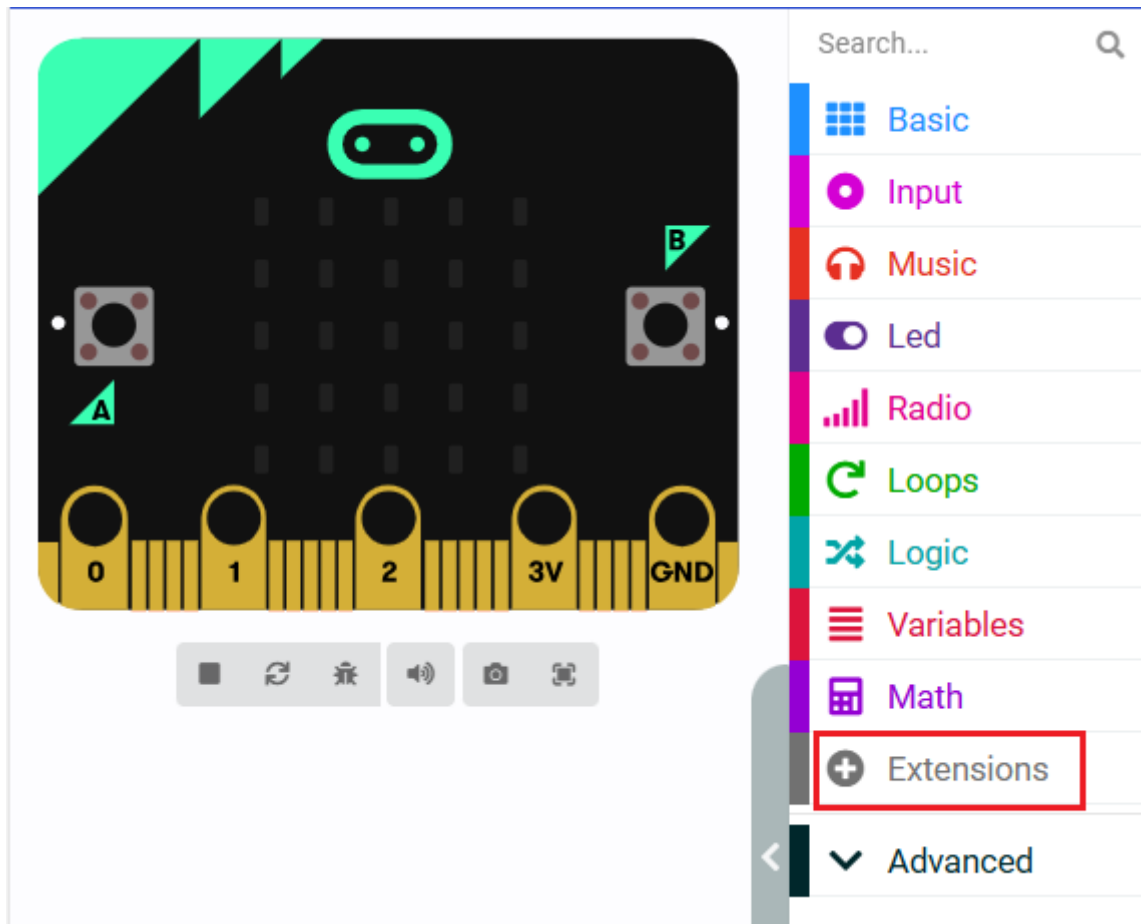 Search...
Basic
Input
Music
Led
Radio
Loops
Logic
Variables
Math
Extensions
Advanced
B
A
0 1 2 3V GND